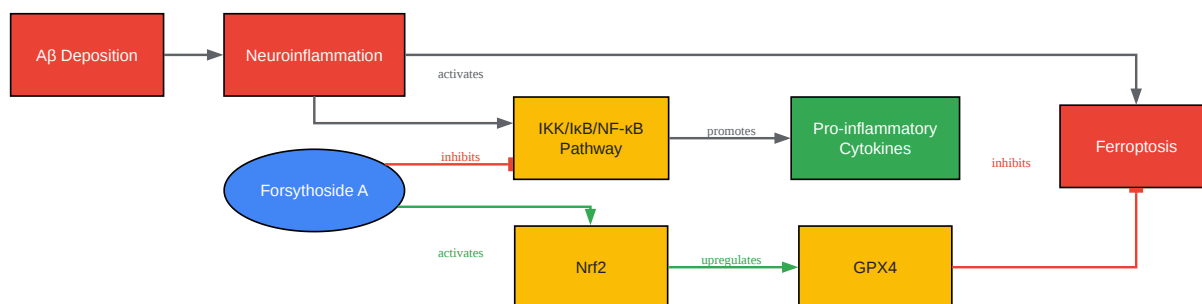 Aβ Deposition
Neuroinflammation
activates
IKK/IκB/NF-κB
Pathway
promotes
Pro-inflammatory
Cytokines
Ferroptosis
inhibits
inhibits
Forsythoside A
activates
Nrf2
upregulates
GPX4